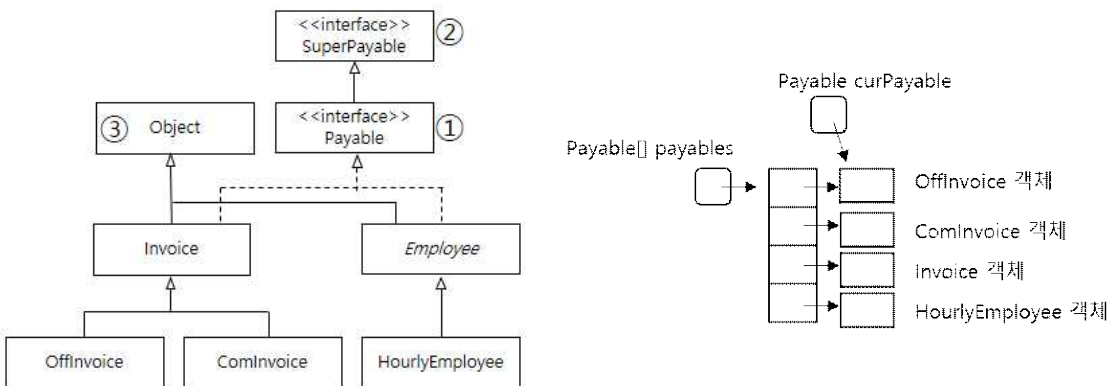 <<interface>>
SuperPayable
②
③
Object
<<interface>>
Payable
①
Invoice
Employee
OffInvoice
ComInvoice
HourlyEmployee
Payable curPayable
Payable[] payables
OffInvoice 객체
ComInvoice 객체
Invoice 객체
HourlyEmployee 객체